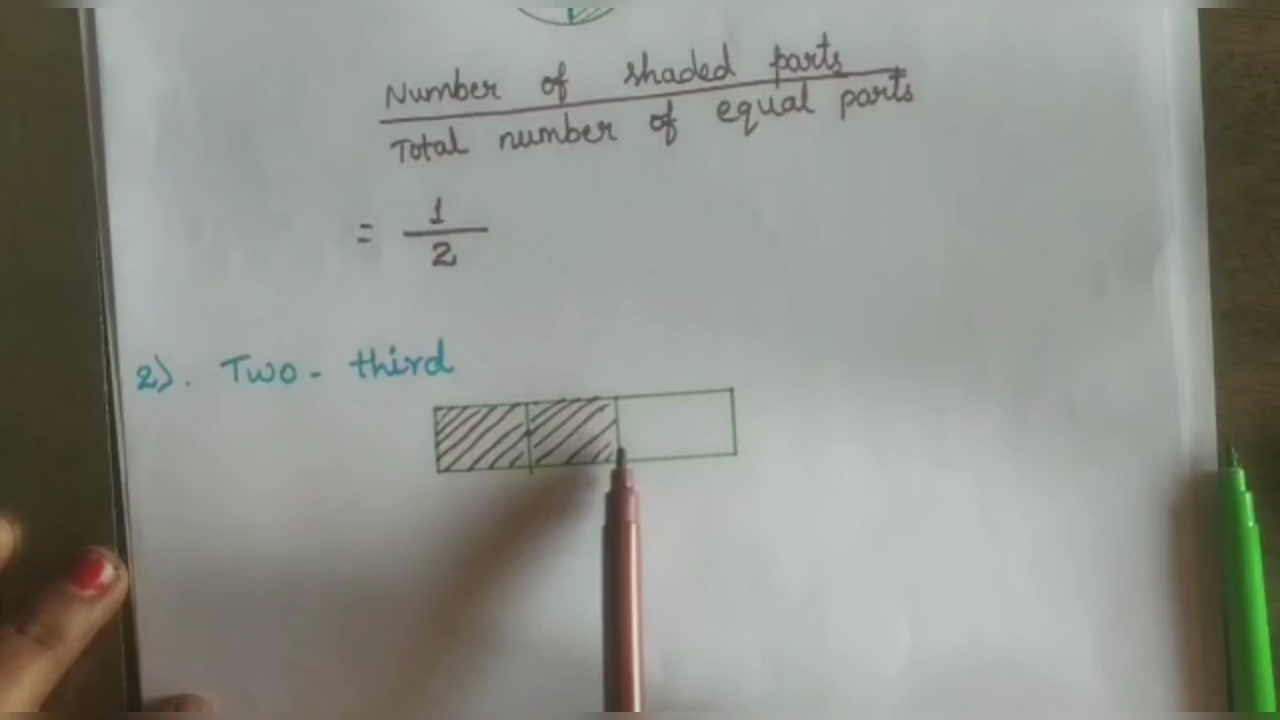 Number of shaded parts
Total number of equal parts
= 1
2
2). Two - third